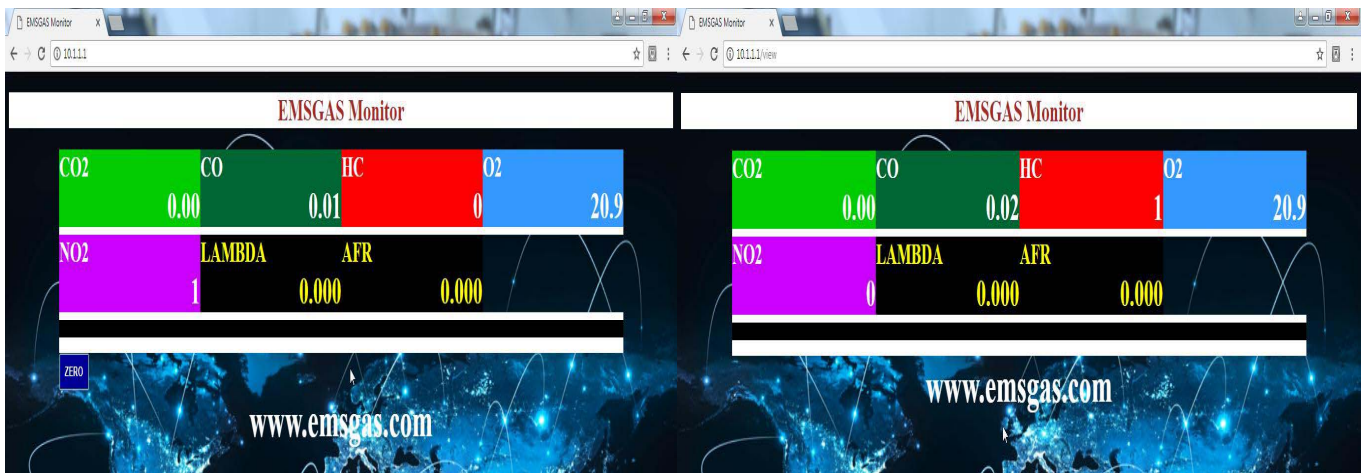 EMSGAS Monitor
10.1.1.1
EMSGAS Monitor
CO2 CO HC O2
0.00 0.01 0 20.9
NO2 LAMBDA AFR
1 0.000 0.000
ZERO
www.emsgas.com
EMSGAS Monitor
10.1.1.1/view
EMSGAS Monitor
CO2 CO HC O2
0.00 0.02 1 20.9
NO2 LAMBDA AFR
0 0.000 0.000
www.emsgas.com